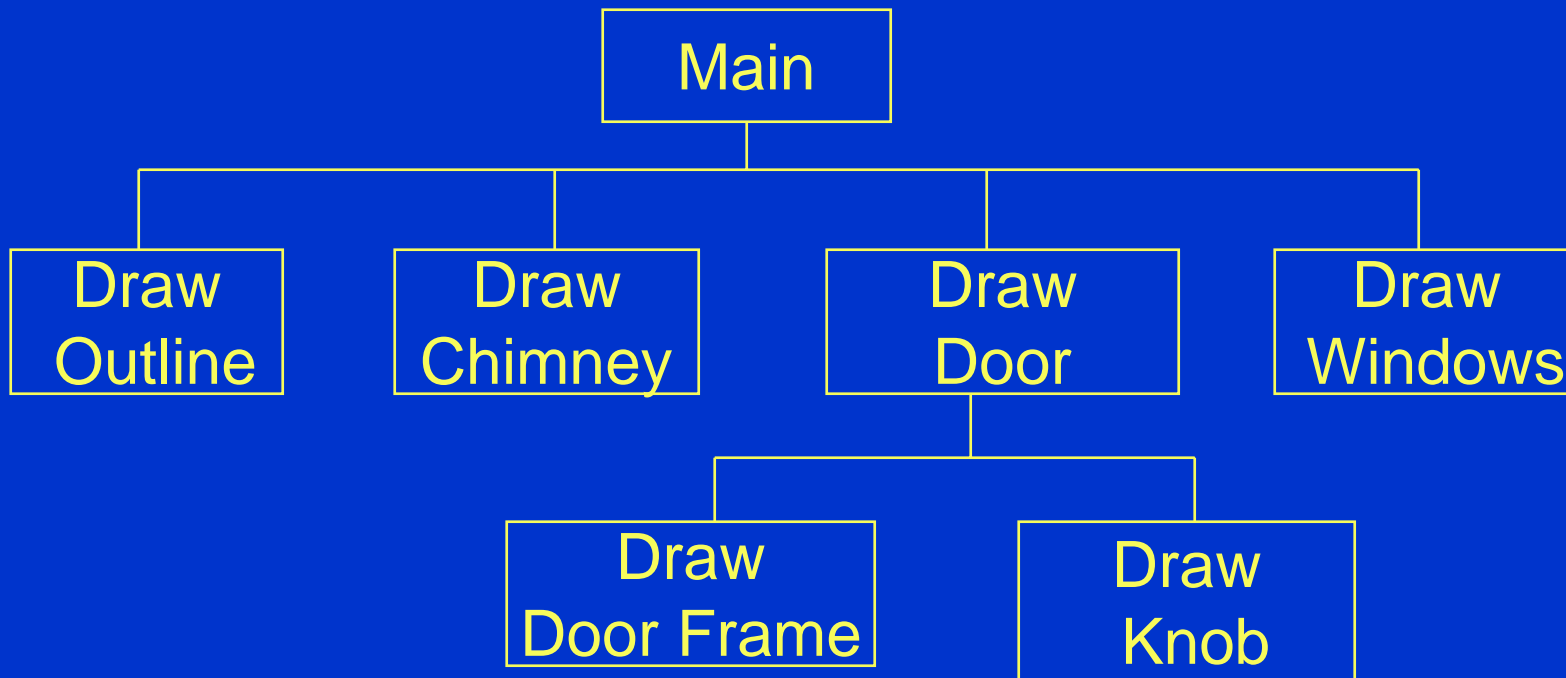 Main
Draw
Outline
Draw
Chimney
Draw
Door
Draw
Windows
Draw
Door Frame
Draw
Knob